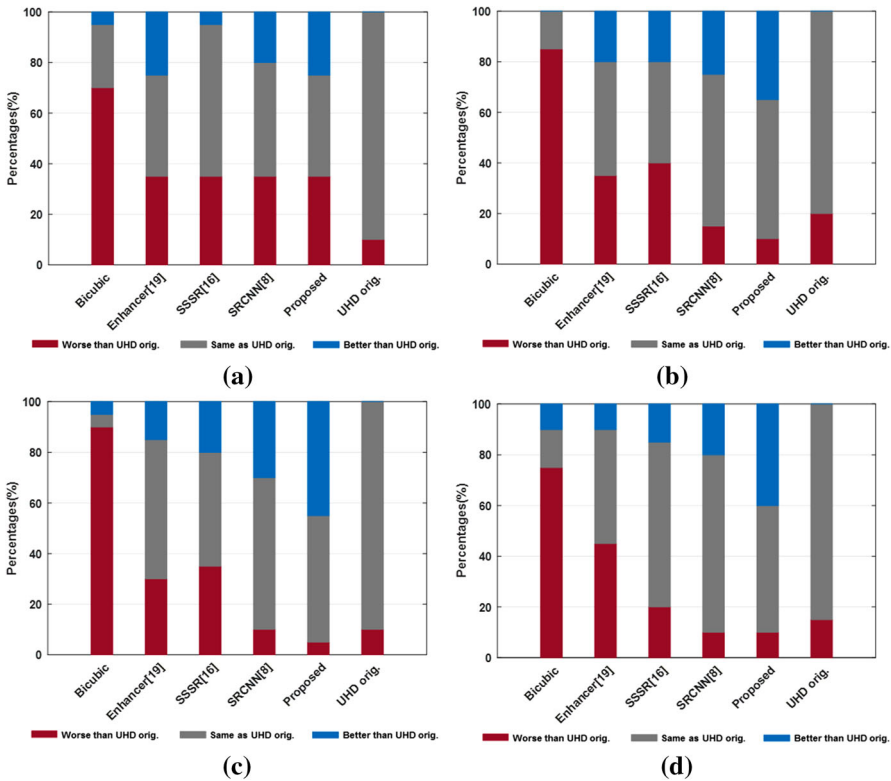 100
80
60
40
20
0
Percentages(%)
Bicubic
Enhancer[19]
SSSR[16]
SRCNN[8]
Proposed
UHD orig.
Worse than UHD orig. Same as UHD orig. Better than UHD orig.
(a)
100
80
60
40
20
0
Percentages(%)
Bicubic
Enhancer[19]
SSSR[16]
SRCNN[8]
Proposed
UHD orig.
Worse than UHD orig. Same as UHD orig. Better than UHD orig.
(b)
100
80
60
40
20
0
Percentages(%)
Bicubic
Enhancer[19]
SSSR[16]
SRCNN[8]
Proposed
UHD orig.
Worse than UHD orig. Same as UHD orig. Better than UHD orig.
(c)
100
80
60
40
20
0
Percentages(%)
Bicubic
Enhancer[19]
SSSR[16]
SRCNN[8]
Proposed
UHD orig.
Worse than UHD orig. Same as UHD orig. Better than UHD orig.
(d)